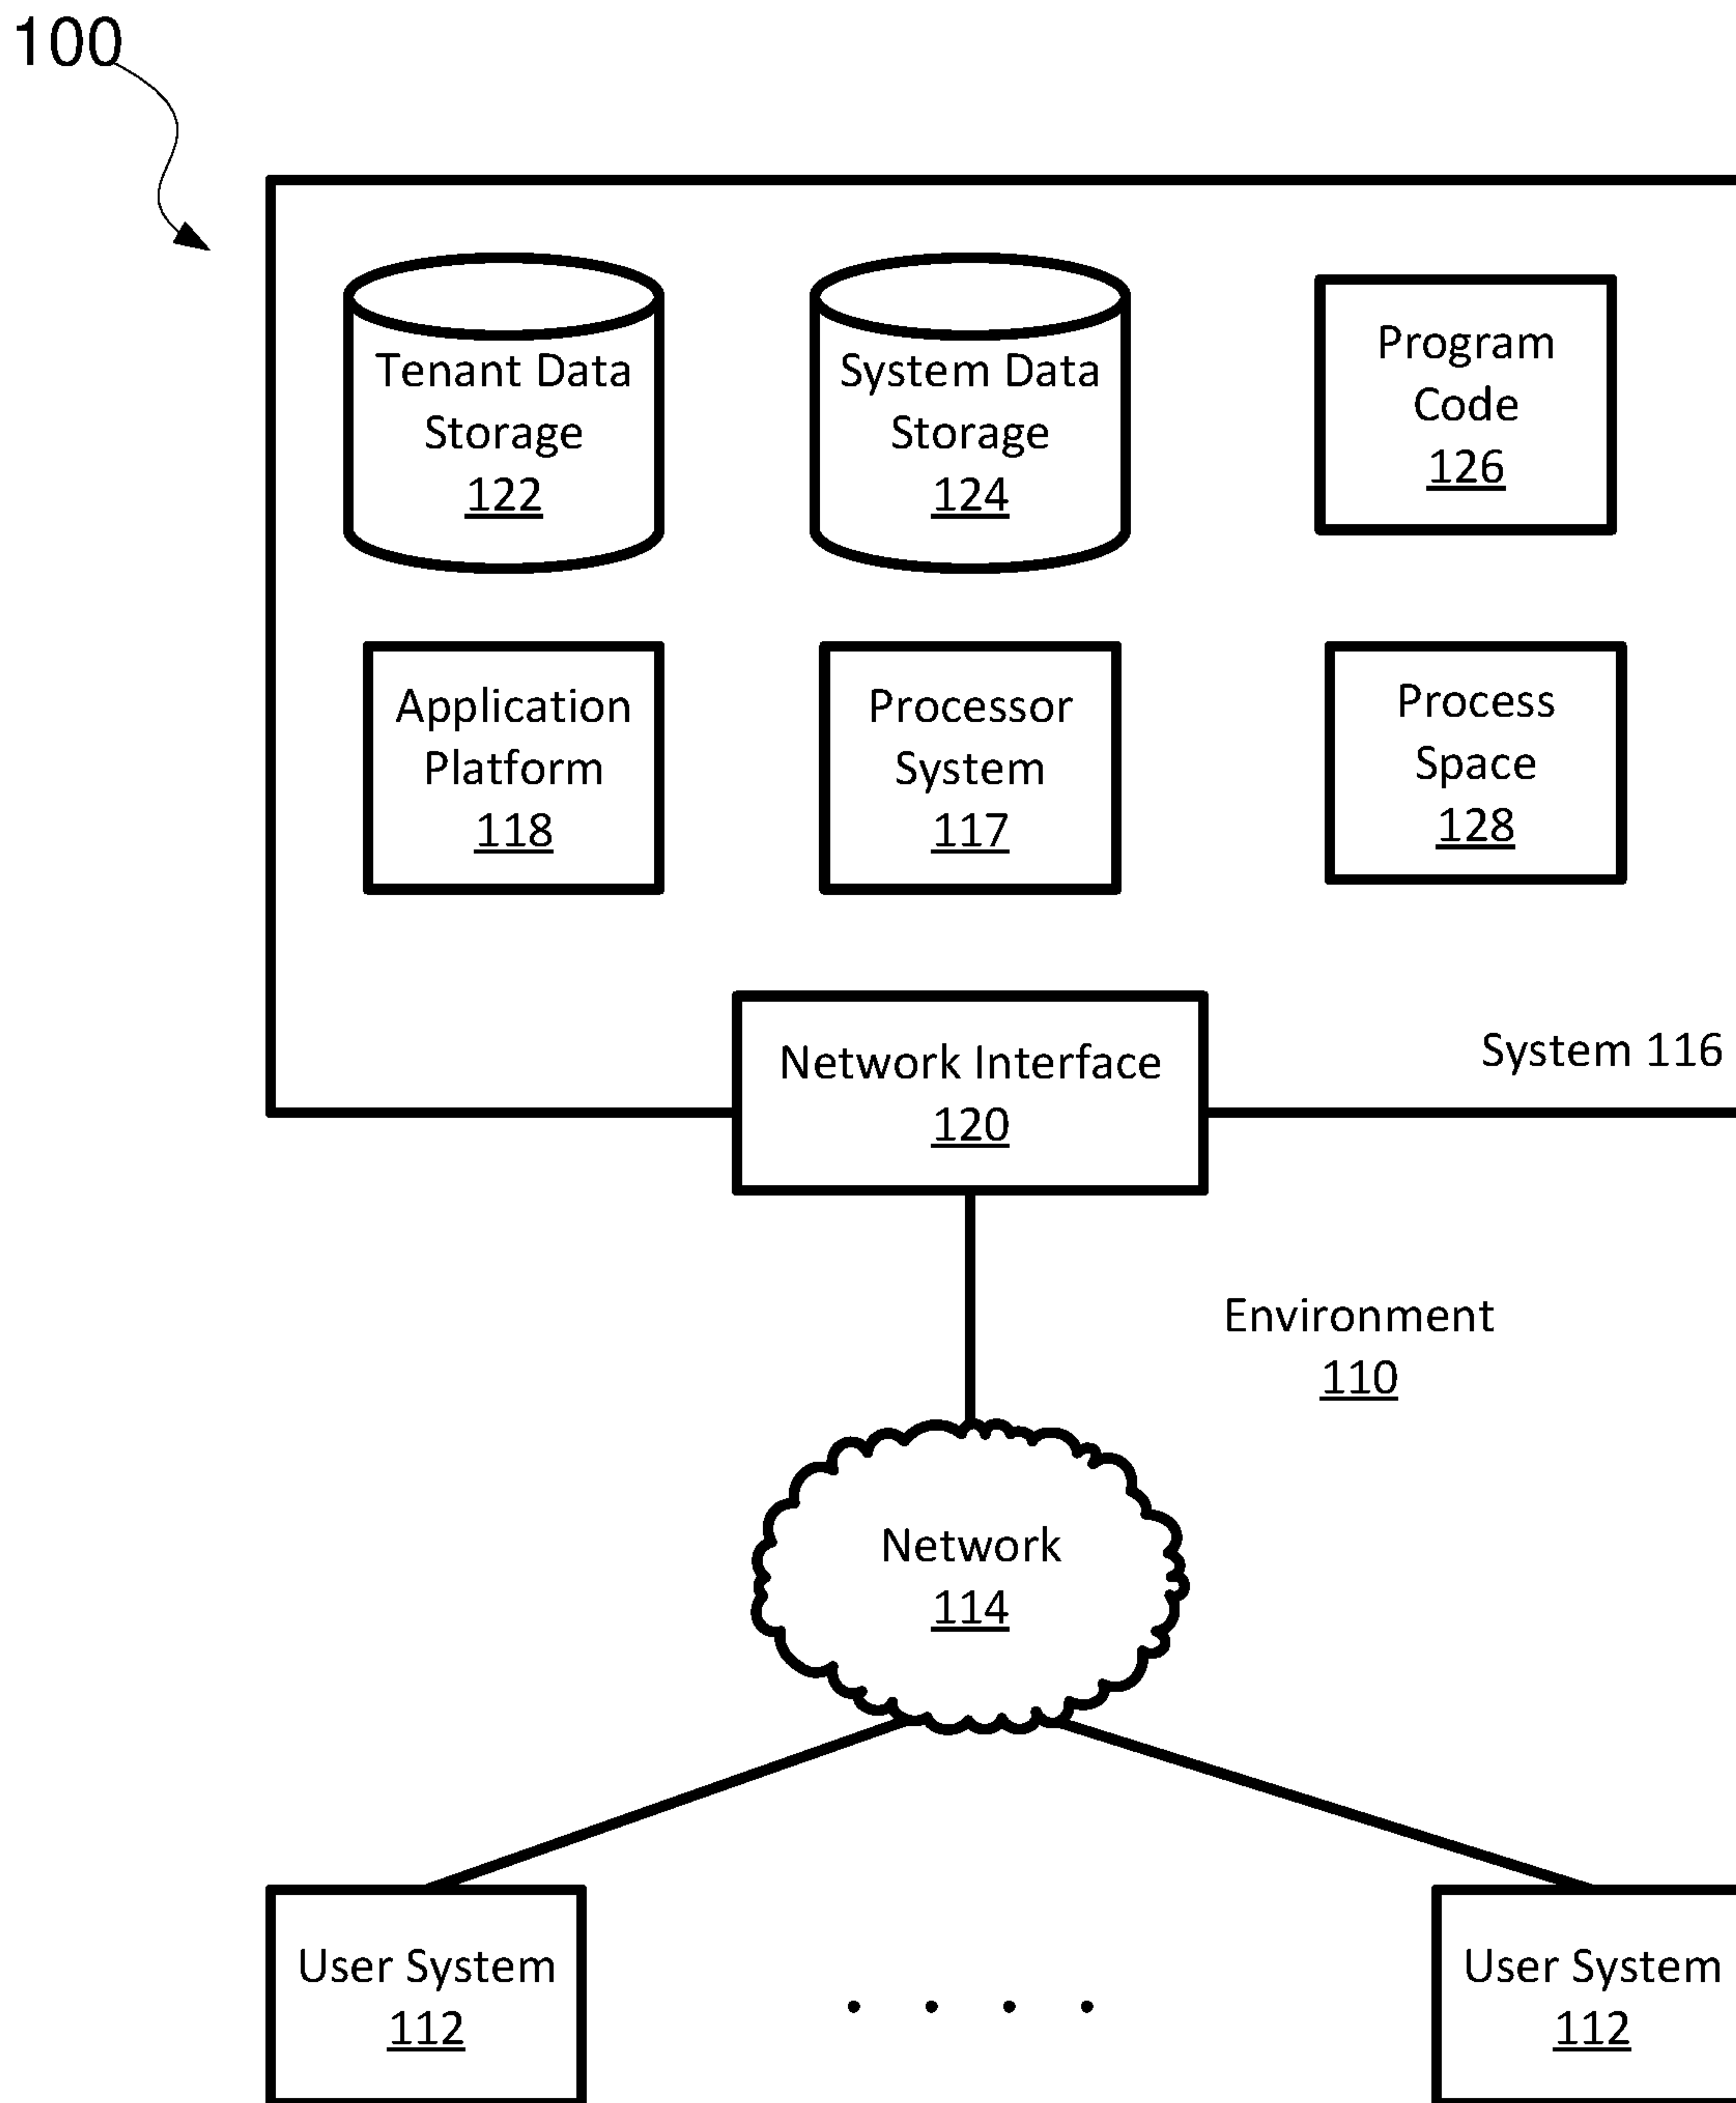 100
Tenant Data
Storage
122
System Data
Storage
124
Program
Code
126
Application
Platform
118
Processor
System
117
Process
Space
128
Network Interface
120
System 116
Environment
110
Network
114
User System
112
. . . .
User System
112